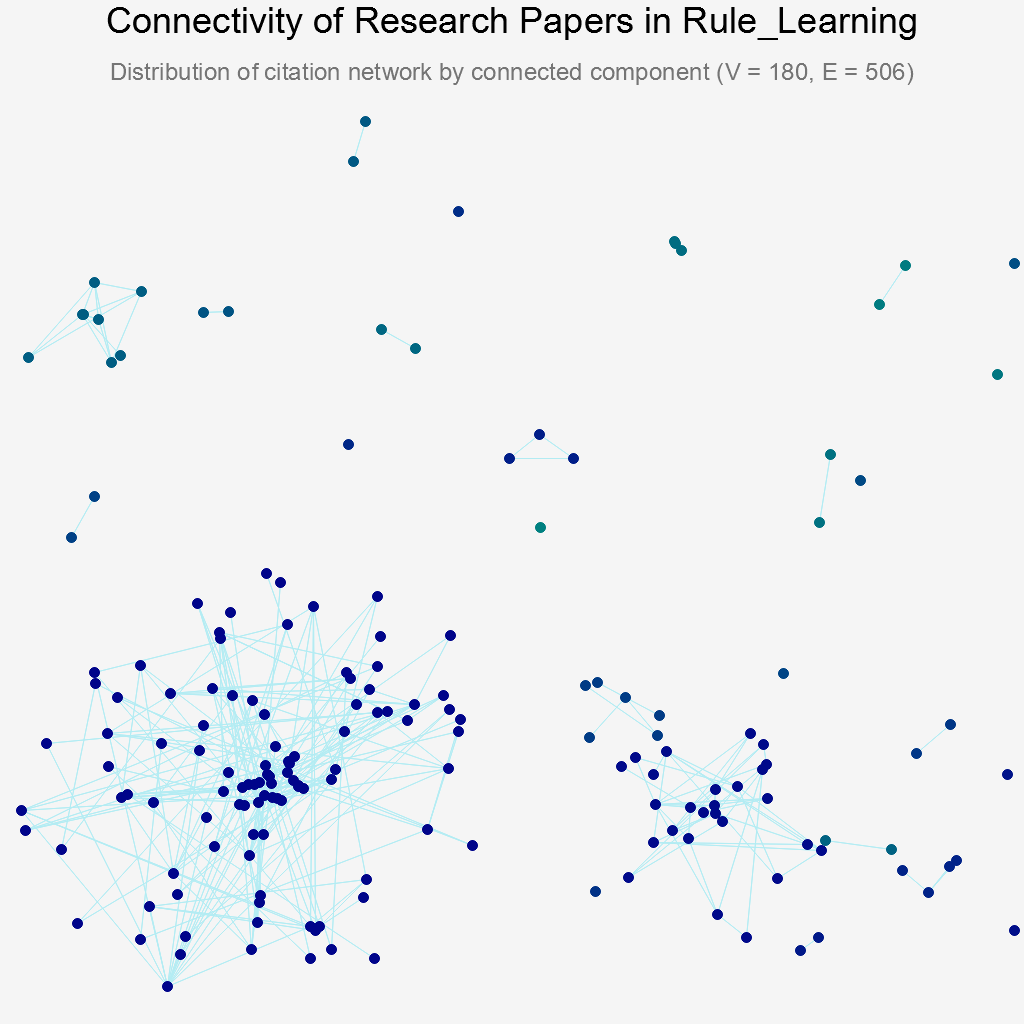 Connectivity of Research Papers in Rule_Learning
Distribution of citation network by connected component (V = 180, E = 506)